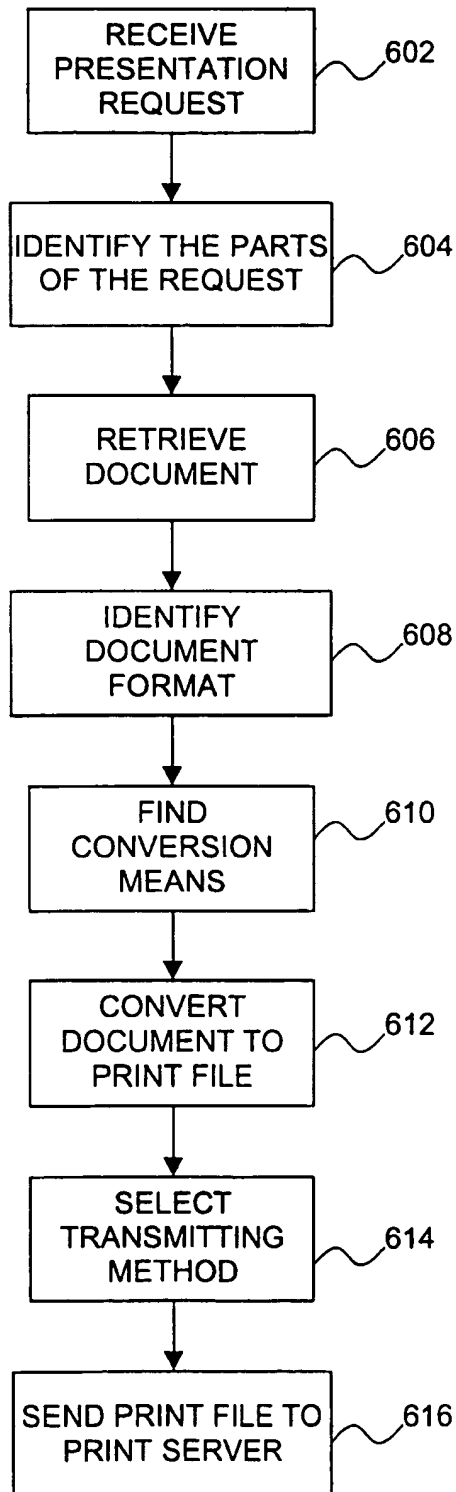 RECEIVE
PRESENTATION
REQUEST
602
IDENTIFY THE PARTS
OF THE REQUEST
604
RETRIEVE
DOCUMENT
606
IDENTIFY
DOCUMENT
FORMAT
608
FIND
CONVERSION
MEANS
610
CONVERT
DOCUMENT TO
PRINT FILE
612
SELECT
TRANSMITTING
METHOD
614
SEND PRINT FILE TO
PRINT SERVER
616